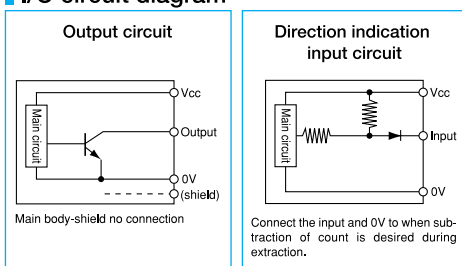 I/O circuit diagram
Output circuit
Vcc
Main circuit
Output
0V
(shield)
Main body-shield no connection
Direction indication
input circuit
Vcc
Main circuit
Input
0V
Connect the input and 0V to when sub-
traction of count is desired during
extraction.